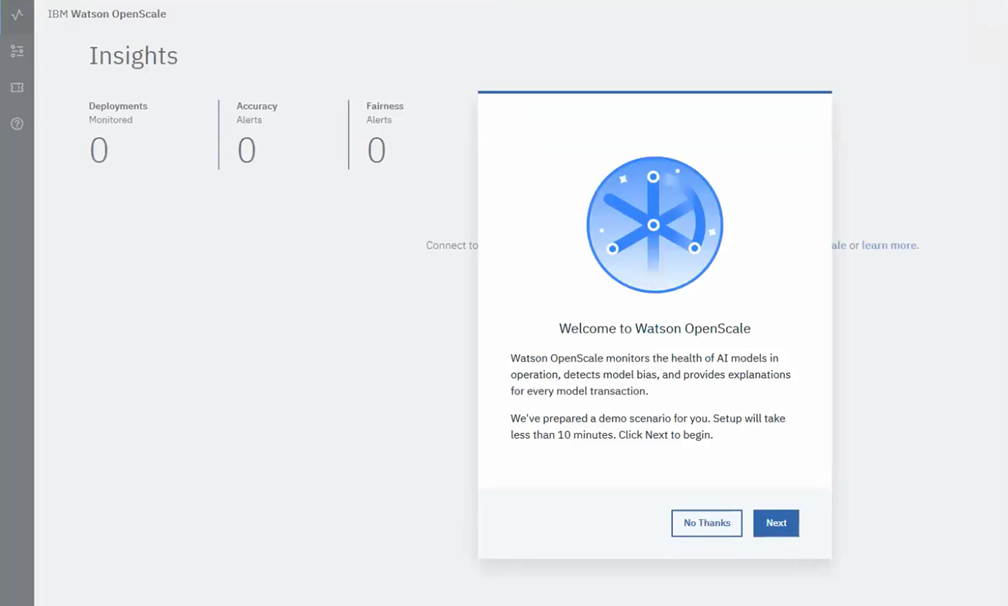 IBM Watson OpenScale
Insights
Deployments
Monitored
0
Accuracy
Alerts
0
Fairness
Alerts
0
Connect to
ale or learn more.
Welcome to Watson OpenScale
Watson OpenScale monitors the health of AI models in
operation, detects model bias, and provides explanations
for every model transaction.
We've prepared a demo scenario for you. Setup will take
less than 10 minutes. Click Next to begin.
No Thanks
Next